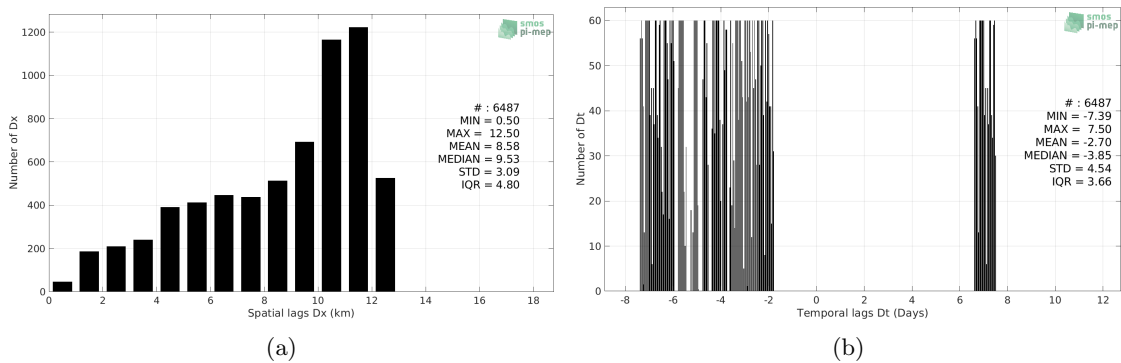 smos
pi-mep
# : 6487
MIN = 0.50
MAX = 12.50
MEAN = 8.58
MEDIAN = 9.53
STD = 3.09
IQR = 4.80
Number of Dx
1200
1000
800
600
400
200
0
0 2 4 6 8 10 12 14 16 18
Spatial lags Dx (km)
(a)
smos
pi-mep
# : 6487
MIN = -7.39
MAX = 7.50
MEAN = -2.70
MEDIAN = -3.85
STD = 4.54
IQR = 3.66
Number of Dt
60
50
40
30
20
10
0
-8 -6 -4 -2 0 2 4 6 8 10 12
Temporal lags Dt (Days)
(b)